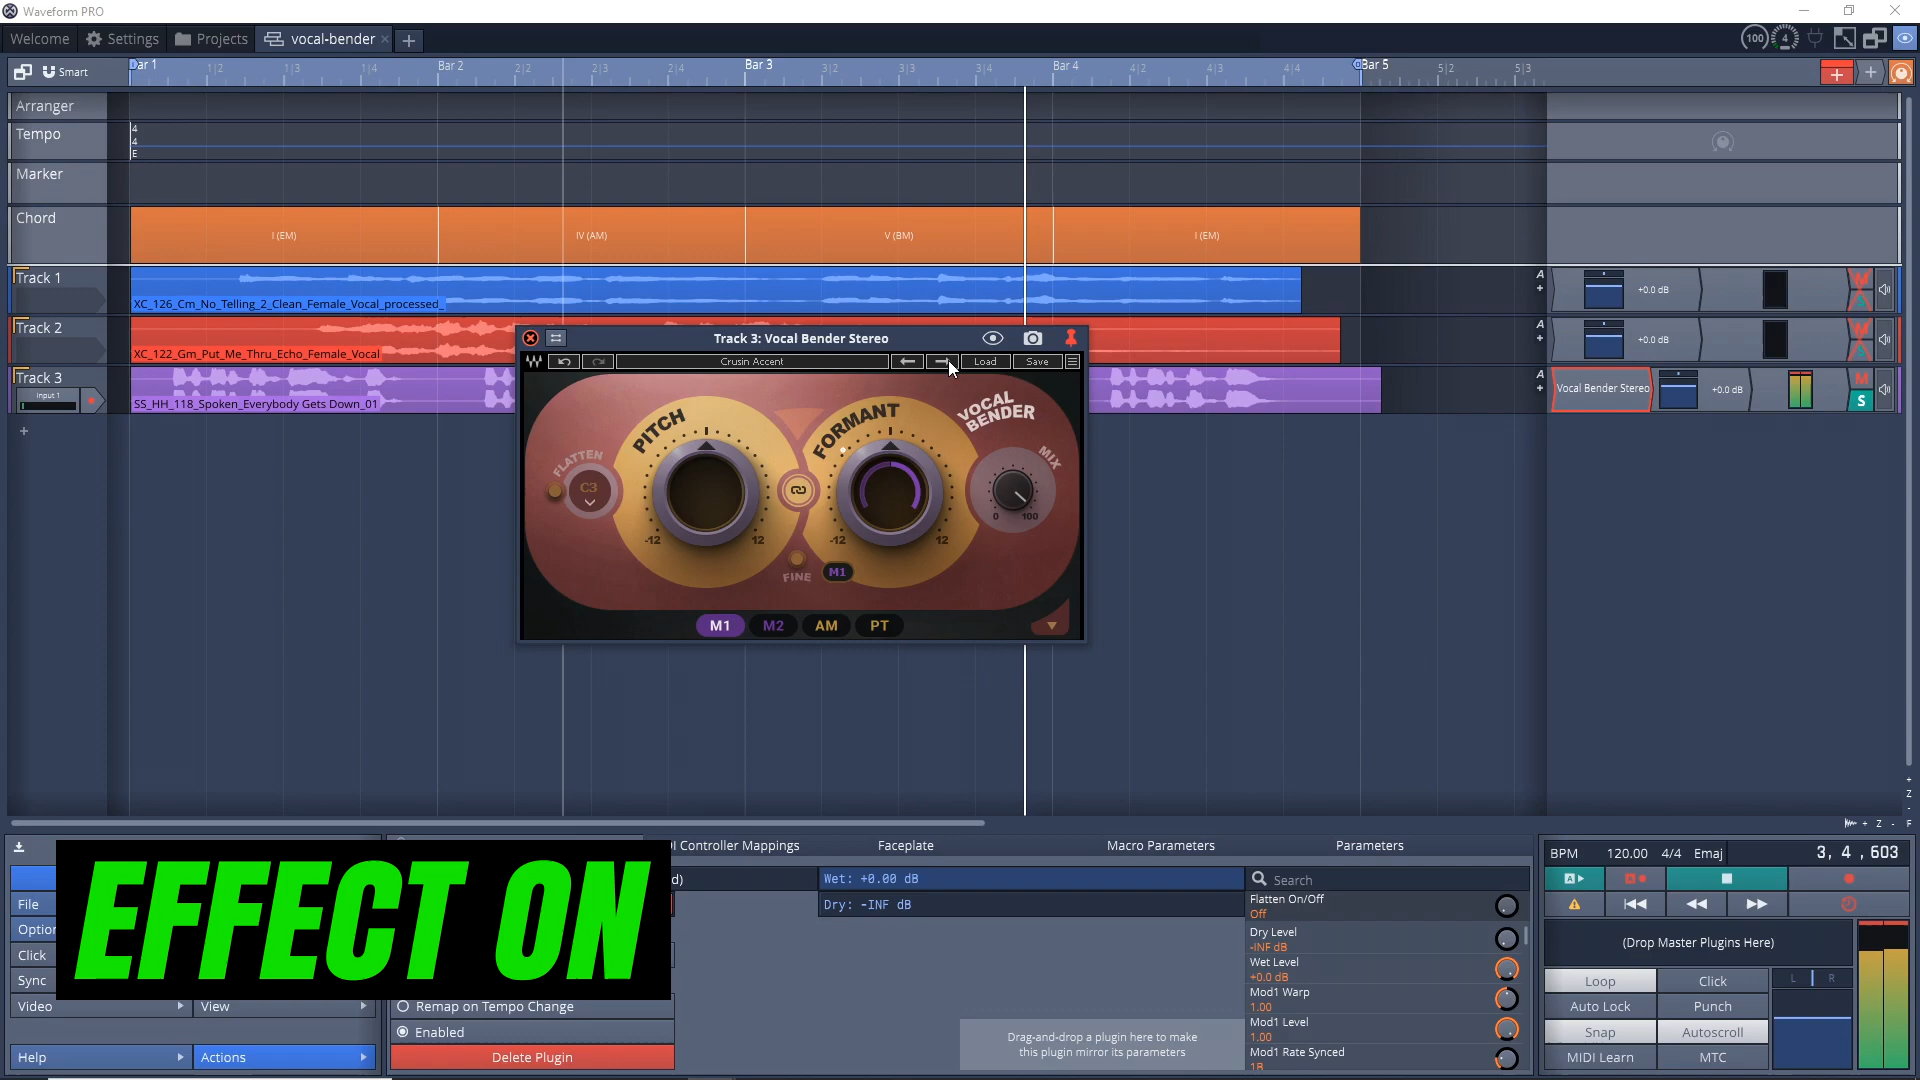 Waveform PRO
Welcome Settings Projects vocal-bender
100 4
Smart
Bar 1 1|2 1|3 1|4 Bar 2 2|2 2|3 2|4 Bar 3 3|2 3|3 3|4 Bar 4 4|2 4|3 4|4 Bar 5 5|2 5|3
Arranger
Tempo
4
4
E
Marker
Chord
I (EM) IV (AM) V (BM) I (EM)
Track 1
XC_126_Cm_No_Telling_2_Clean_Female_Vocal_processed_
A
+0.0 dB
M
Track 2
XC_122_Gm_Put_Me_Thru_Echo_Female_Vocal
A
+0.0 dB
M
Track 3
Input 1
SS_HH_118_Spoken_Everybody Gets Down_01
A
Vocal Bender Stereo
+0.0 dB
M
S
Track 3: Vocal Bender Stereo
Crusin Accent
Load
Save
PITCH
FORMANT
VOCAL
BENDER
FLATTEN
C3
MIX
0 100
-12 12
-12 12
FINE
M1
M1 M2 AM PT
Z
Z
F
EFFECT ON
File
Click
Sync
Video
View
Help
Actions
I Controller Mappings
Faceplate
Macro Parameters
Parameters
d)
Wet: +0.00 dB
Dry: -INF dB
Remap on Tempo Change
Enabled
Delete Plugin
Drag-and-drop a plugin here to make
this plugin mirror its parameters
Search
Flatten On/Off
Off
Dry Level
-INF dB
Wet Level
+0.0 dB
Mod1 Warp
1.00
Mod1 Level
1.00
Mod1 Rate Synced
BPM 120.00 4/4 Emaj 3, 4 , 603
(Drop Master Plugins Here)
Loop
Click
L R
Auto Lock
Punch
Snap
Autoscroll
MIDI Learn
MTC